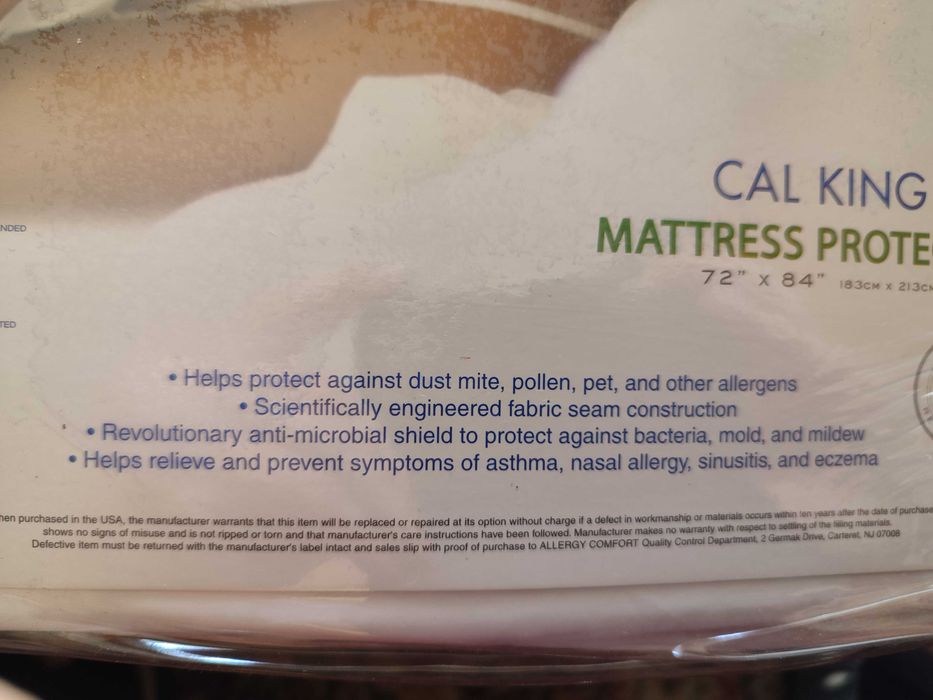 CAL KING
NDED
MATTRESS PROTE
72” x 84” 183CM x 213CM
TED
• Helps protect against dust mite, pollen, pet, and other allergens
• Scientifically engineered fabric seam construction
• Revolutionary anti-microbial shield to protect against bacteria, mold, and mildew
• Helps relieve and prevent symptoms of asthma, nasal allergy, sinusitis, and eczema
hen purchased in the USA, the manufacturer warrants that this item will be replaced or repaired at its option without charge if a defect in workmanship or materials occurs within ten years after the date of purchase
shows no signs of misuse and is not ripped or torn and that manufacturer's care instructions have been followed. Manufacturer makes no warranty with respect to settling of the filling materials.
Defective item must be returned with the manufacturer's label intact and sales slip with proof of purchase to ALLERGY COMFORT Quality Control Department, 2 Germak Drive, Carteret, NJ 07008